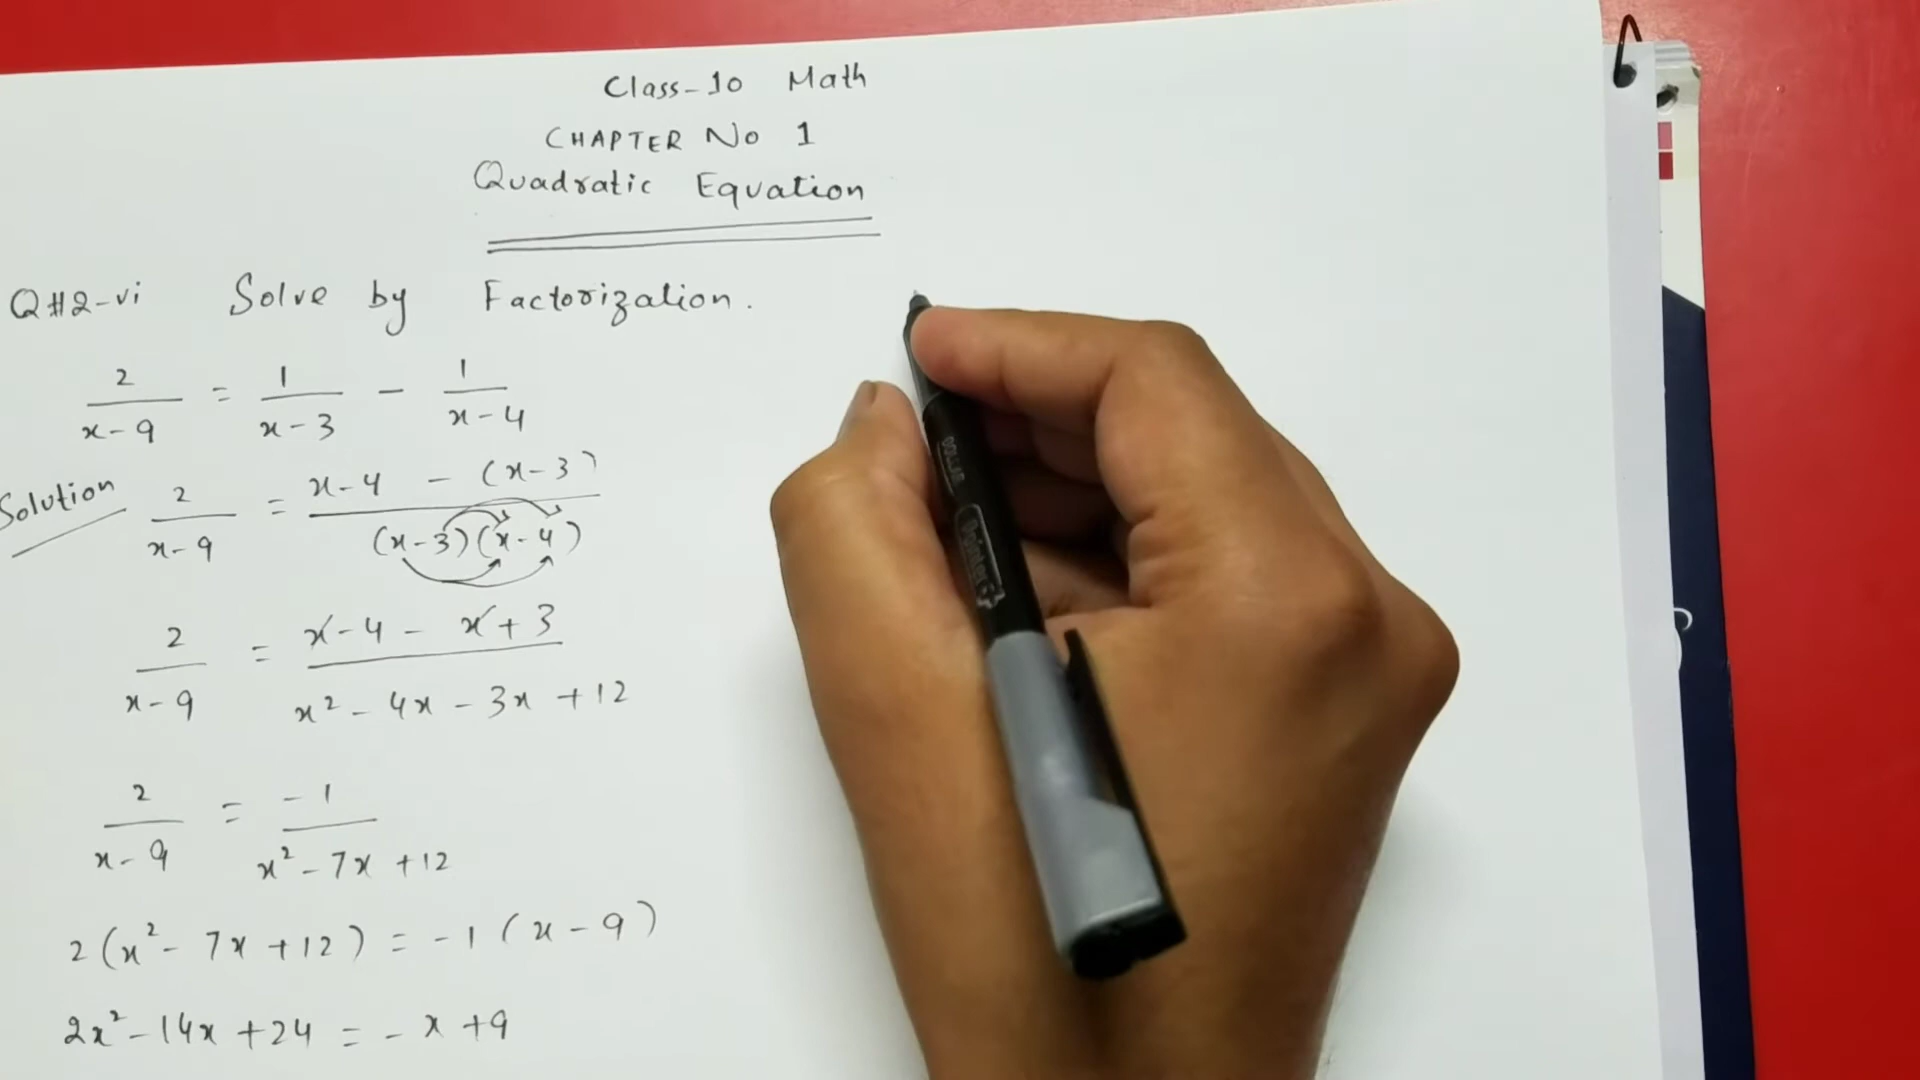 Class-10 Math
CHAPTER No 1
Quadratic Equation
Q#2-vi Solve by Factorization.
2/(x-9) = 1/(x-3) - 1/(x-4)
Solution 2/(x-9) = (x-4 - (x-3))/((x-3)(x-4))
2/(x-9) = (x-4 - x+3)/(x² - 4x - 3x + 12)
2/(x-9) = -1/(x² - 7x + 12)
2(x² - 7x + 12) = -1(x - 9)
2x² - 14x + 24 = - x + 9
DOLLAR